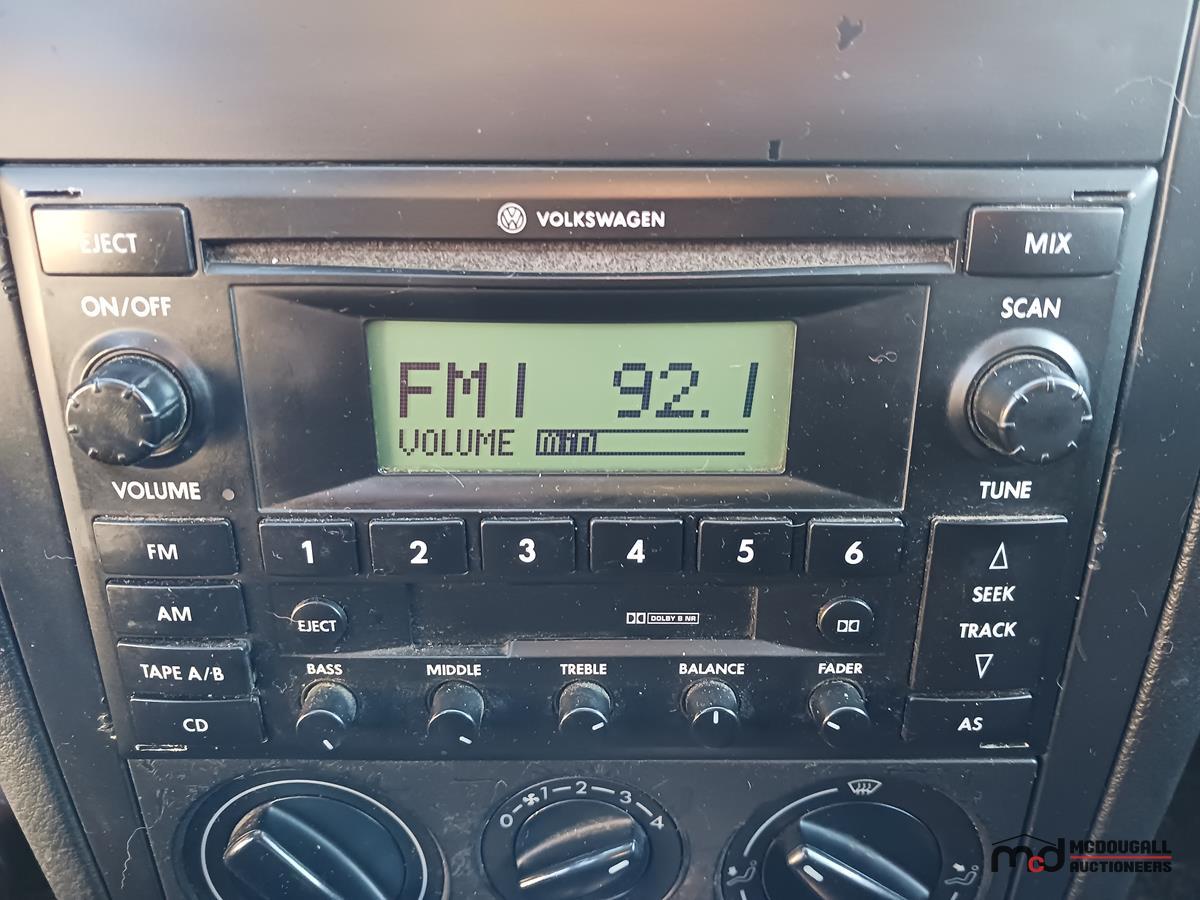 VOLKSWAGEN
EJECT
MIX
ON/OFF
SCAN
FM1 92.1
VOLUME min
VOLUME
TUNE
FM
1 2 3 4 5 6
SEEK
AM
EJECT
DOLBY B NR
TRACK
TAPE A/B
BASS MIDDLE TREBLE BALANCE FADER
CD
AS
0 1 2 3 4
mcd MCDOUGALL
AUCTIONEERS